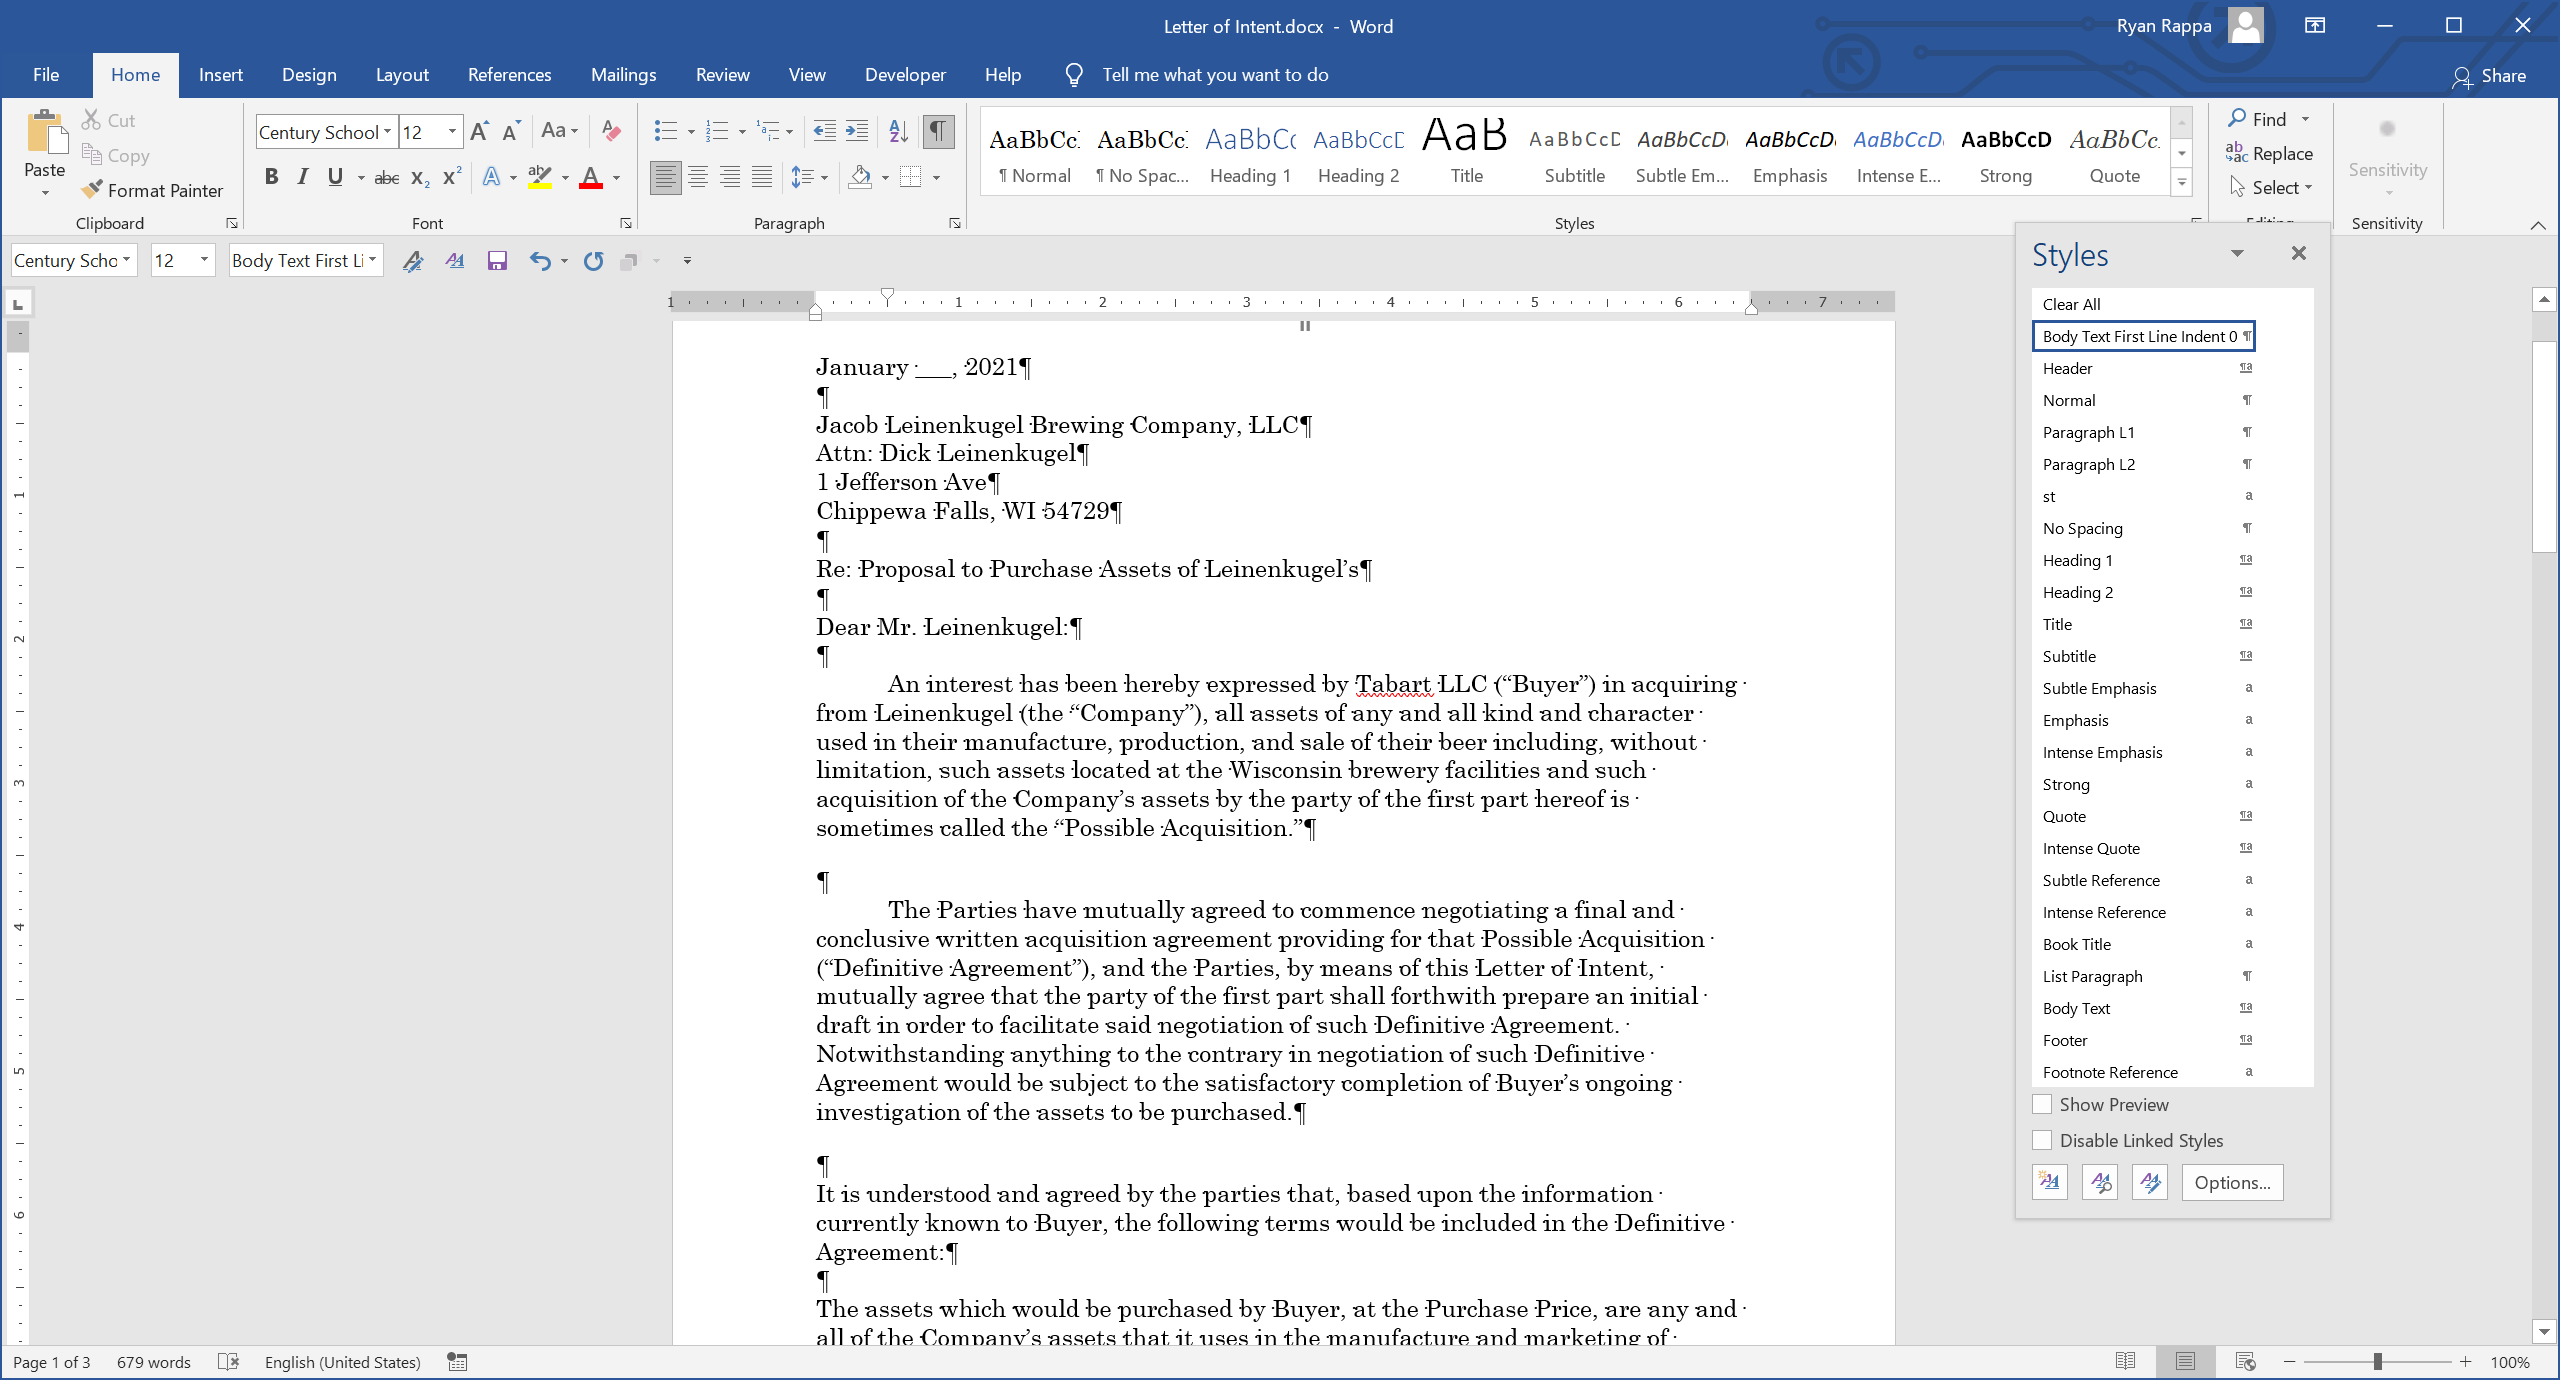 Letter of Intent.docx - Word
Ryan Rappa
File Home Insert Design Layout References Mailings Review View Developer Help Tell me what you want to do Share
Paste
Cut
Copy
Format Painter
Clipboard
Century School 12
Font
Paragraph
AaBbCc AaBbCc AaBbCc AaBbCcD AaB AaBbCcD AaBbCcD AaBbCcD AaBbCcD AaBbCcD AaBbCc
¶ Normal ¶ No Spac... Heading 1 Heading 2 Title Subtitle Subtle Em... Emphasis Intense E... Strong Quote
Styles
Find
Replace
Select
Sensitivity
Sensitivity
Century Scho 12 Body Text First Li
1 1 2 3 4 5 6 7
January ___, 2021¶
¶
Jacob Leinenkugel Brewing Company, LLC¶
Attn: Dick Leinenkugel¶
1 Jefferson Ave¶
Chippewa Falls, WI 54729¶
¶
Re: Proposal to Purchase Assets of Leinenkugel’s¶
¶
Dear Mr. Leinenkugel:¶
¶
An interest has been hereby expressed by Tabart LLC (“Buyer”) in acquiring
from Leinenkugel (the “Company”), all assets of any and all kind and character
used in their manufacture, production, and sale of their beer including, without
limitation, such assets located at the Wisconsin brewery facilities and such
acquisition of the Company’s assets by the party of the first part hereof is
sometimes called the “Possible Acquisition.”¶
¶
The Parties have mutually agreed to commence negotiating a final and
conclusive written acquisition agreement providing for that Possible Acquisition
(“Definitive Agreement”), and the Parties, by means of this Letter of Intent,
mutually agree that the party of the first part shall forthwith prepare an initial
draft in order to facilitate said negotiation of such Definitive Agreement.
Notwithstanding anything to the contrary in negotiation of such Definitive
Agreement would be subject to the satisfactory completion of Buyer’s ongoing
investigation of the assets to be purchased.¶
¶
It is understood and agreed by the parties that, based upon the information
currently known to Buyer, the following terms would be included in the Definitive
Agreement:¶
¶
The assets which would be purchased by Buyer, at the Purchase Price, are any and
all of the Company’s assets that it uses in the manufacture and marketing of
1
2
3
4
5
6
Styles
Clear All
Body Text First Line Indent 0 ¶
Header ¶a
Normal ¶
Paragraph L1 ¶
Paragraph L2 ¶
st a
No Spacing ¶
Heading 1 ¶a
Heading 2 ¶a
Title ¶a
Subtitle ¶a
Subtle Emphasis a
Emphasis a
Intense Emphasis a
Strong a
Quote ¶a
Intense Quote ¶a
Subtle Reference a
Intense Reference a
Book Title a
List Paragraph ¶
Body Text ¶a
Footer ¶a
Footnote Reference a
Show Preview
Disable Linked Styles
Options...
Page 1 of 3 679 words English (United States) 100%